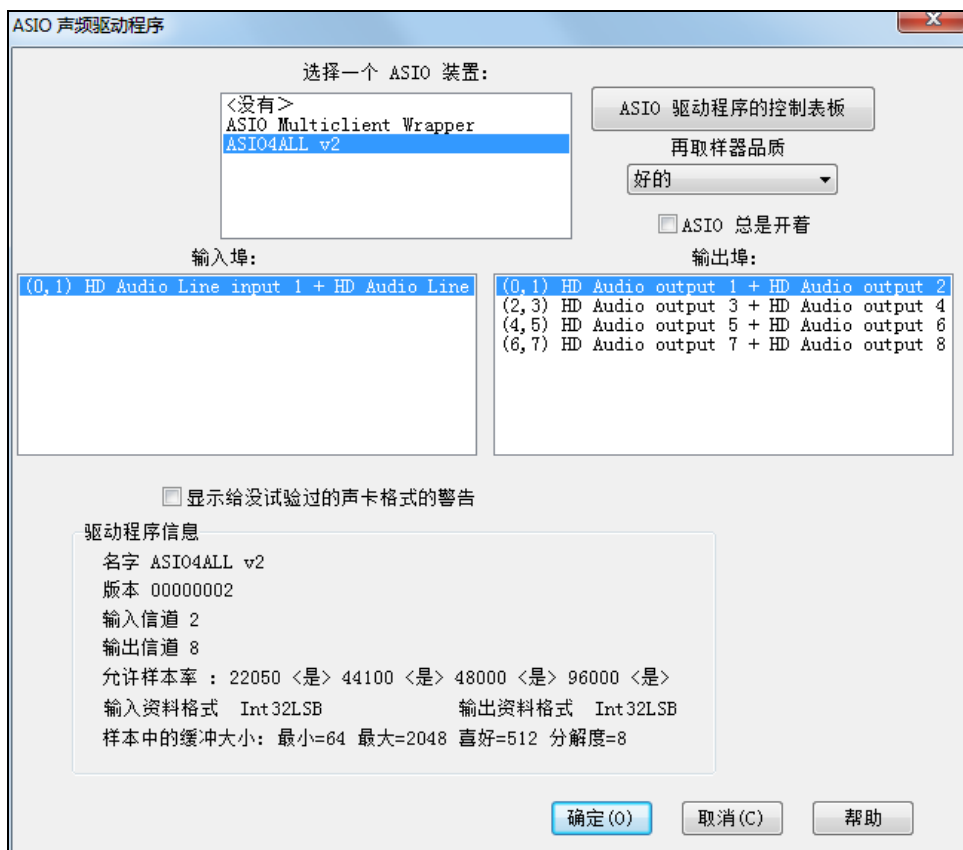 ASIO 声频驱动程序
选择一个 ASIO 装置:
<没有>
ASIO Multiclient Wrapper
ASIO4ALL v2
ASIO 驱动程序的控制表板
再取样器品质
好的
ASIO 总是开着
输入埠:
(0,1) HD Audio Line input 1 + HD Audio Line
输出埠:
(0,1) HD Audio output 1 + HD Audio output 2
(2,3) HD Audio output 3 + HD Audio output 4
(4,5) HD Audio output 5 + HD Audio output 6
(6,7) HD Audio output 7 + HD Audio output 8
显示给没试验过的声卡格式的警告
驱动程序信息
名字 ASIO4ALL v2
版本 00000002
输入信道 2
输出信道 8
允许样本率 : 22050 <是> 44100 <是> 48000 <是> 96000 <是>
输入资料格式 Int32LSB 输出资料格式 Int32LSB
样本中的缓冲大小: 最小=64 最大=2048 喜好=512 分解度=8
确定(O) 取消(C) 帮助